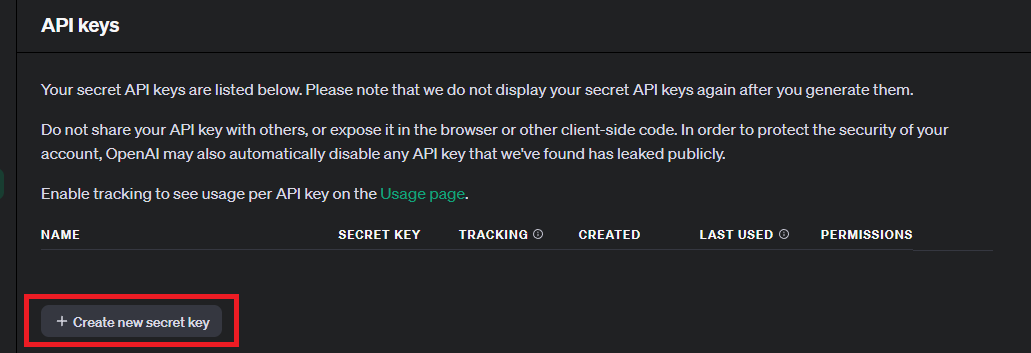 API keys
Your secret API keys are listed below. Please note that we do not display your secret API keys again after you generate them.
Do not share your API key with others, or expose it in the browser or other client-side code. In order to protect the security of your
account, OpenAI may also automatically disable any API key that we've found has leaked publicly.
Enable tracking to see usage per API key on the Usage page.
NAME SECRET KEY TRACKING CREATED LAST USED PERMISSIONS
+ Create new secret key